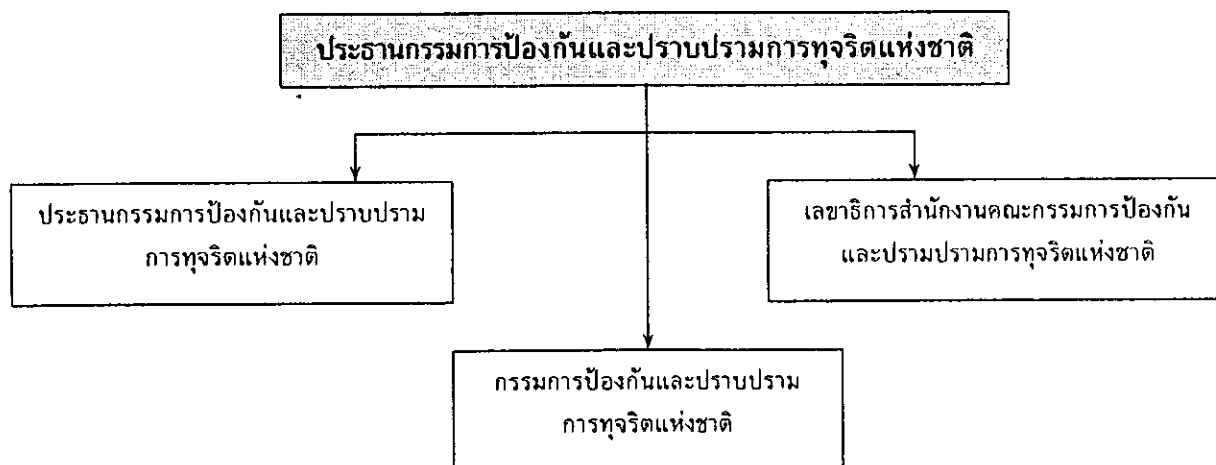 ประธานกรรมการป้องกันและปราบปรามการทุจริตแห่งชาติ
ประธานกรรมการป้องกันและปราบปราม
การทุจริตแห่งชาติ
เลขาธิการสำนักงานคณะกรรมการป้องกัน
และปรามปรามการทุจริตแห่งชาติ
กรรมการป้องกันและปราบปราม
การทุจริตแห่งชาติ